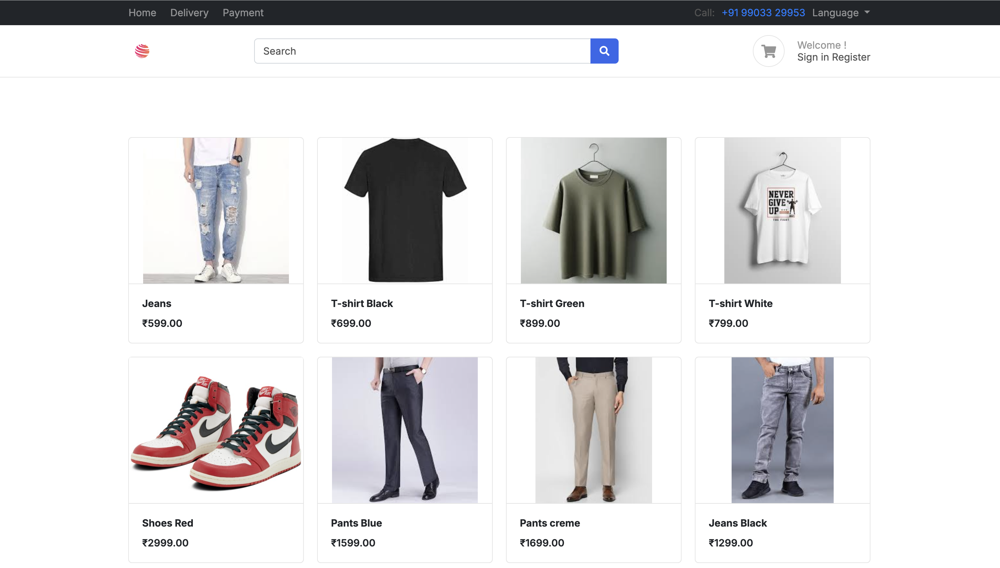 Home Delivery Payment Call: +91 99033 29953 Language
Search
Welcome !
Sign in Register
NEVER
GIVE
UP
THE FIGHT
Jeans
₹599.00
T-shirt Black
₹699.00
T-shirt Green
₹899.00
T-shirt White
₹799.00
NIKE
AIR
NIKE
AIR
Shoes Red
₹2999.00
Pants Blue
₹1599.00
Pants creme
₹1699.00
Jeans Black
₹1299.00